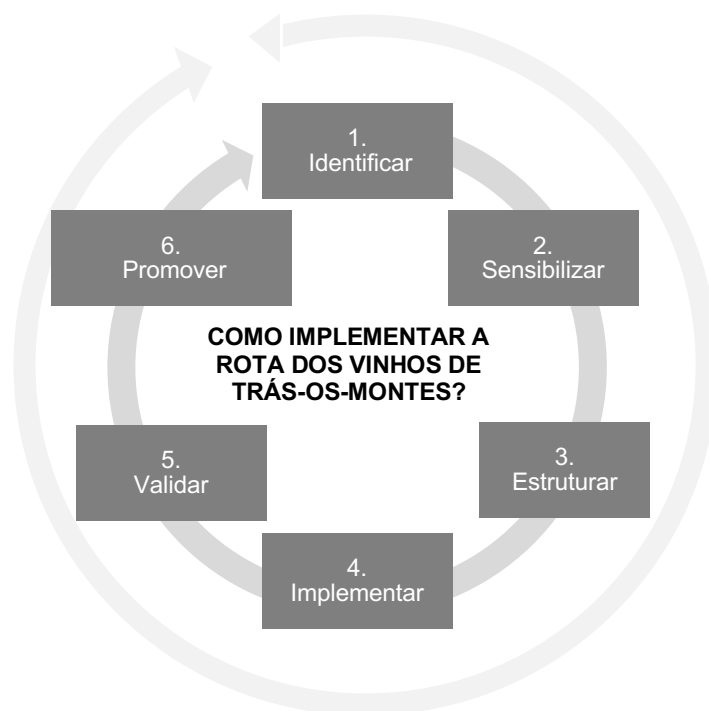 1.
Identificar
2.
Sensibilizar
3.
Estruturar
4.
Implementar
5.
Validar
6.
Promover
COMO IMPLEMENTAR A
ROTA DOS VINHOS DE
TRÁS-OS-MONTES?